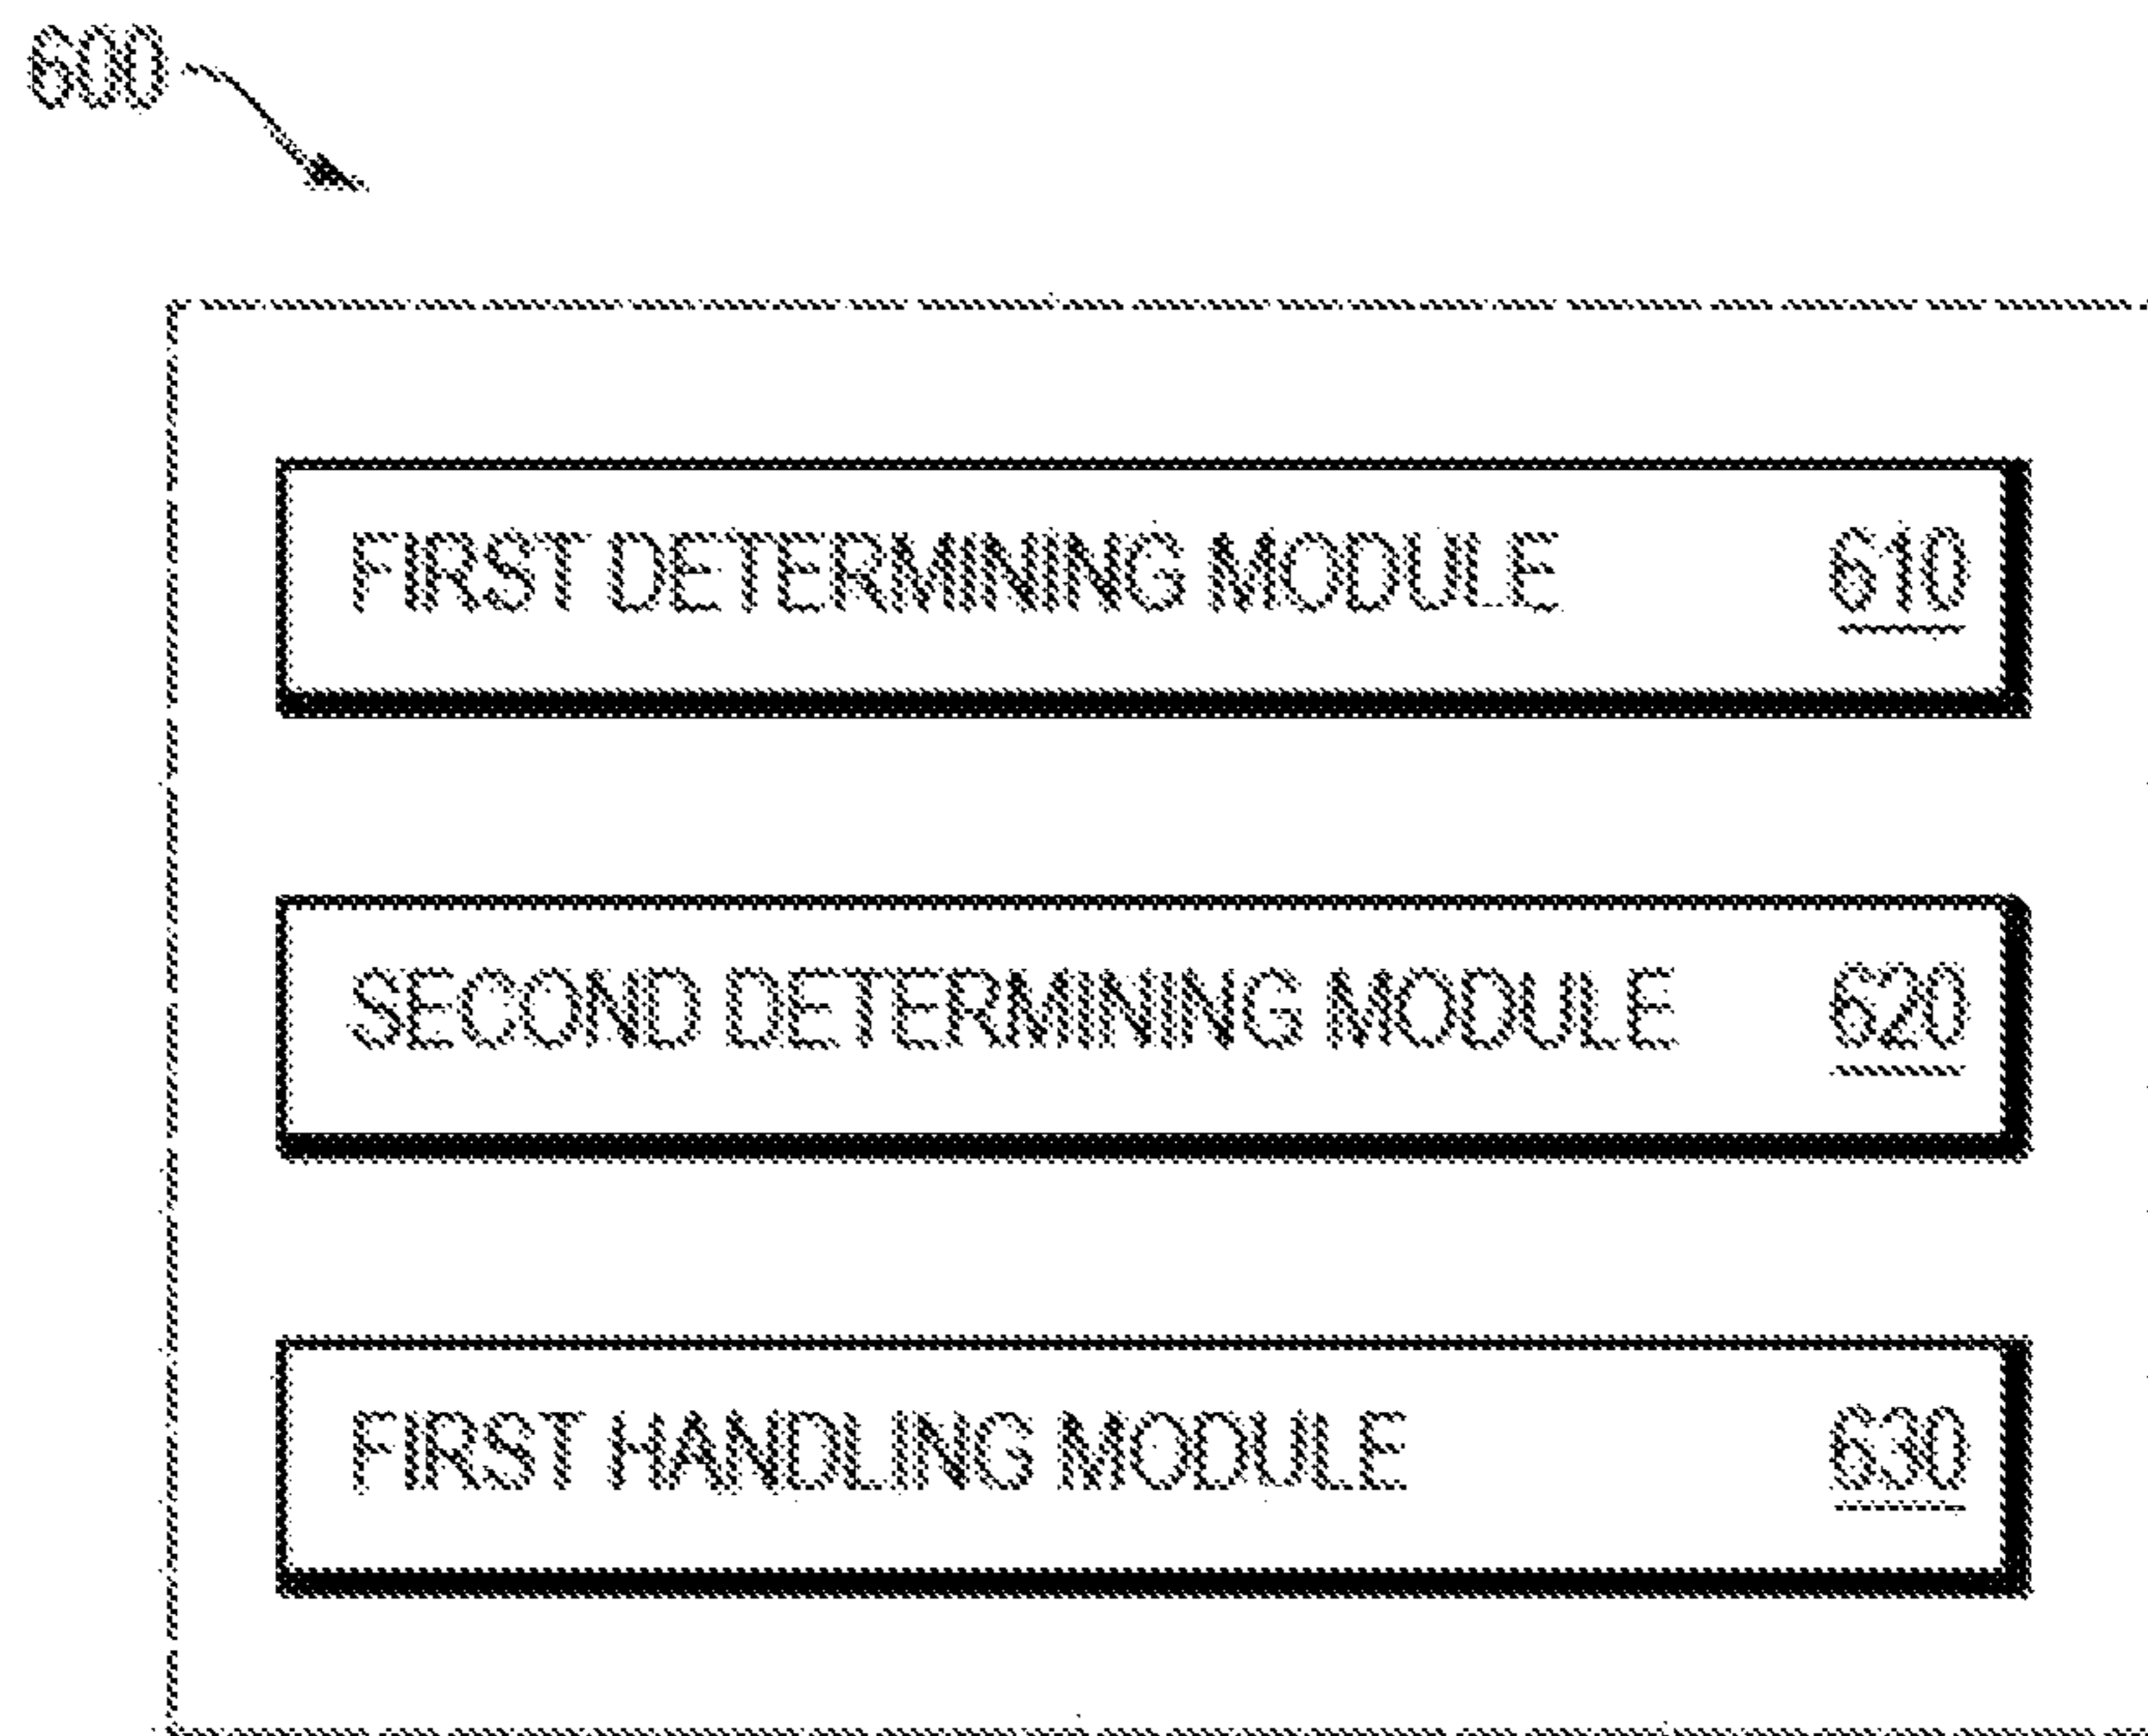 600
FIRST DETERMINING MODULE 610
SECOND DETERMINING MODULE 620
FIRST HANDLING MODULE 630